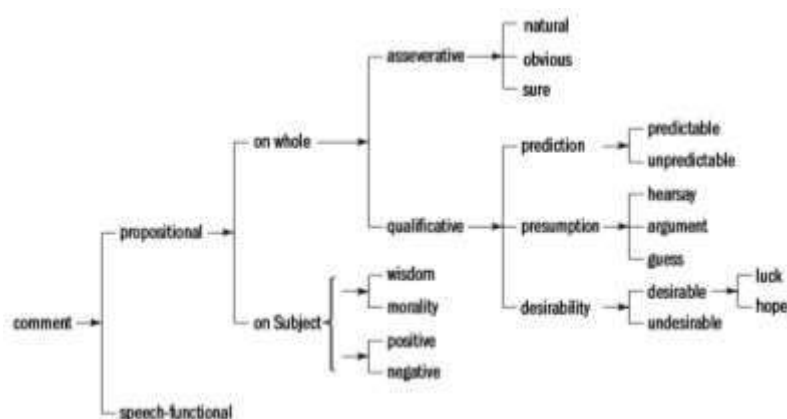 natural
asseverative
obvious
sure
on whole
predictable
prediction
unpredictable
hearsay
propositional
qualificative
presumption
argument
guess
wisdom
luck
desirable
morality
desirability
hope
comment
on Subject
undesirable
positive
negative
speech-functional